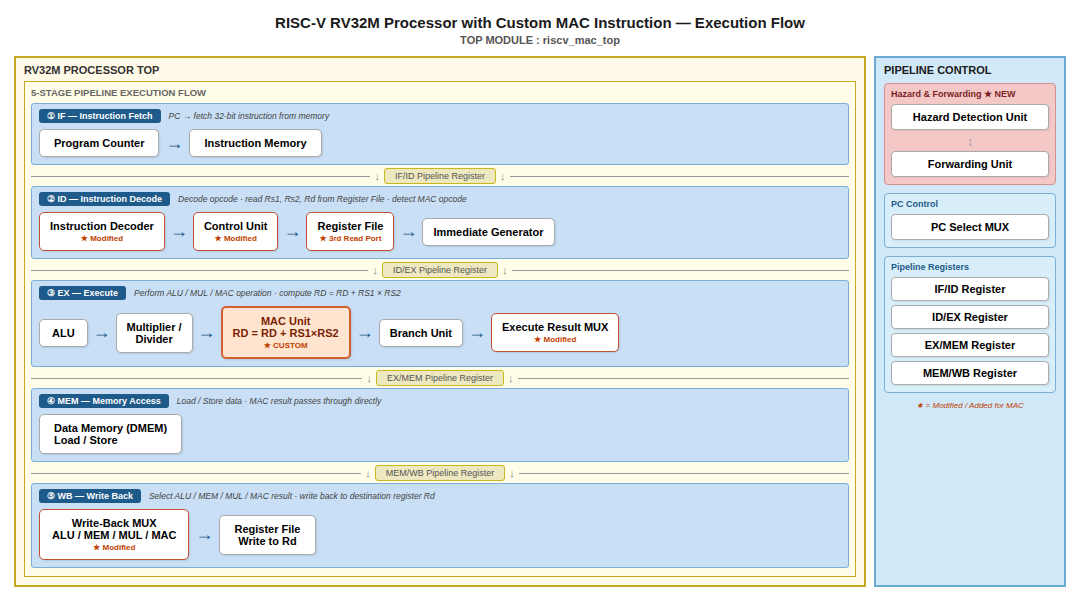 RISC-V RV32M Processor with Custom MAC Instruction — Execution Flow
TOP MODULE : riscv_mac_top
RV32M PROCESSOR TOP
5-STAGE PIPELINE EXECUTION FLOW
① IF — Instruction Fetch PC → fetch 32-bit instruction from memory
Program Counter → Instruction Memory
↓ IF/ID Pipeline Register ↓
② ID — Instruction Decode Decode opcode · read Rs1, Rs2, Rd from Register File · detect MAC opcode
Instruction Decoder → Control Unit → Register File → Immediate Generator
★ Modified ★ Modified ★ 3rd Read Port
↓ ID/EX Pipeline Register ↓
③ EX — Execute Perform ALU / MUL / MAC operation · compute RD = RD + RS1 × RS2
ALU → Multiplier / Divider → MAC Unit → Branch Unit → Execute Result MUX
RD = RD + RS1×RS2 ★ Modified
★ CUSTOM
↓ EX/MEM Pipeline Register ↓
④ MEM — Memory Access Load / Store data · MAC result passes through directly
Data Memory (DMEM)
Load / Store
↓ MEM/WB Pipeline Register ↓
⑤ WB — Write Back Select ALU / MEM / MUL / MAC result · write back to destination register Rd
Write-Back MUX → Register File
ALU / MEM / MUL / MAC Write to Rd
★ Modified
PIPELINE CONTROL
Hazard & Forwarding ★ NEW
Hazard Detection Unit
↕
Forwarding Unit
PC Control
PC Select MUX
Pipeline Registers
IF/ID Register
ID/EX Register
EX/MEM Register
MEM/WB Register
★ = Modified / Added for MAC